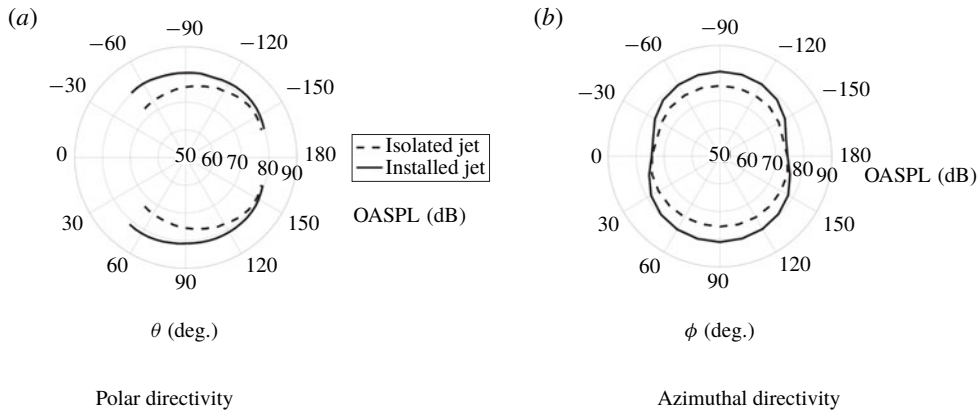 (a)
−90
−60
−120
−30
−150
0
50 60 70 80 90
180
30
150
60
120
90
θ (deg.)
Polar directivity
Isolated jet
Installed jet
OASPL (dB)
(b)
−90
−60
−120
−30
−150
0
50 60 70 80 90
180
OASPL (dB)
30
150
60
120
90
ϕ (deg.)
Azimuthal directivity